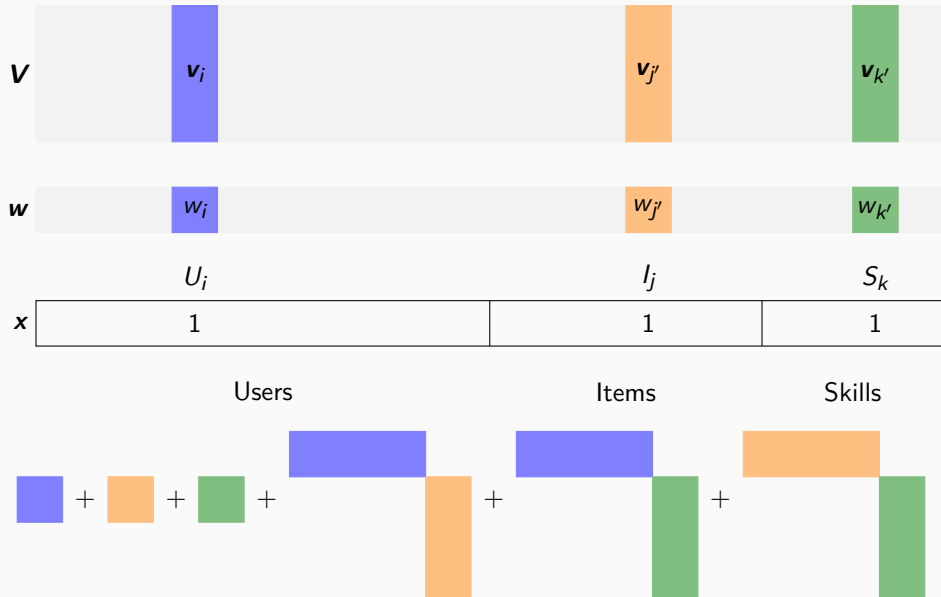 V v_i v_j′ v_k′
w w_i w_j′ w_k′
U_i I_j S_k
x 1 1 1
Users Items Skills
+ + + + +